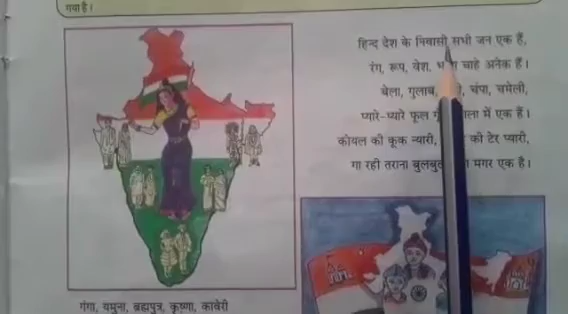 गया है।
हिन्द देश के निवासी सभी जन एक हैं,
रंग, रूप, वेश, चाहे अनेक हैं।
बेला, गुलाब, चंपा, चमेली,
प्यारे-प्यारे फूल में एक हैं।
कोयल की कूक न्यारी, की टेर प्यारी,
गा रही तराना बुलबुल मगर एक है।
गंगा, यमुना, ब्रह्मपुत्र, कृष्णा, कावेरी